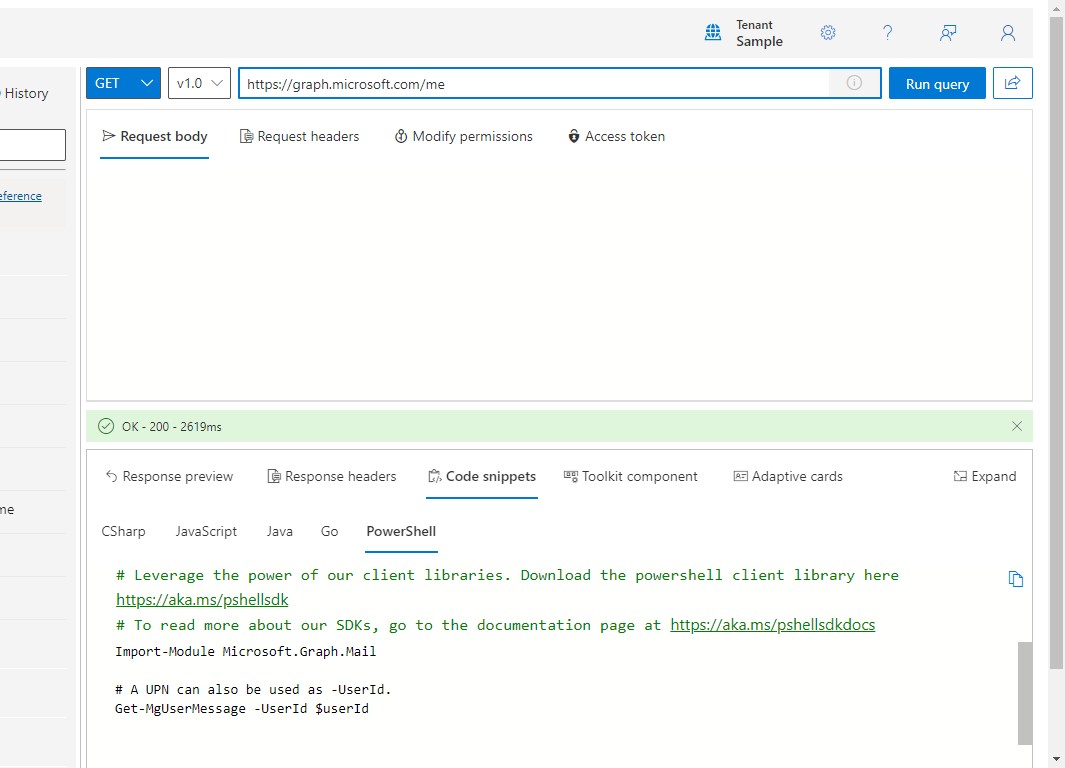 Tenant
Sample
History
GET
v1.0
https://graph.microsoft.com/me
Run query
eference
Request body
Request headers
Modify permissions
Access token
OK - 200 - 2619ms
Response preview
Response headers
Code snippets
Toolkit component
Adaptive cards
Expand
me
CSharp
JavaScript
Java
Go
PowerShell
# Leverage the power of our client libraries. Download the powershell client library here
https://aka.ms/pshellsdk
# To read more about our SDKs, go to the documentation page at https://aka.ms/pshellsdkdocs
Import-Module Microsoft.Graph.Mail
# A UPN can also be used as -UserId.
Get-MgUserMessage -UserId $userId